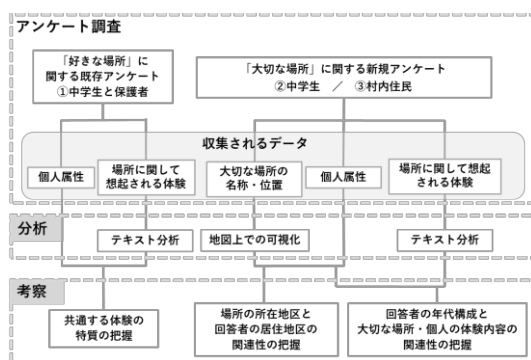 アンケート調査
「好きな場所」に
関する既存アンケート
①中学生と保護者
「大切な場所」に関する新規アンケート
②中学生　／　③村内住民
収集されるデータ
個人属性
場所に関して
想起される体験
大切な場所の
名称・位置
個人属性
場所に関して想起
される体験
分析
テキスト分析
地図上での可視化
テキスト分析
考察
共通する体験の
特質の把握
場所の所在地区と
回答者の居住地区の
関連性の把握
回答者の年代構成と
大切な場所・個人の体験内容の
関連性の把握